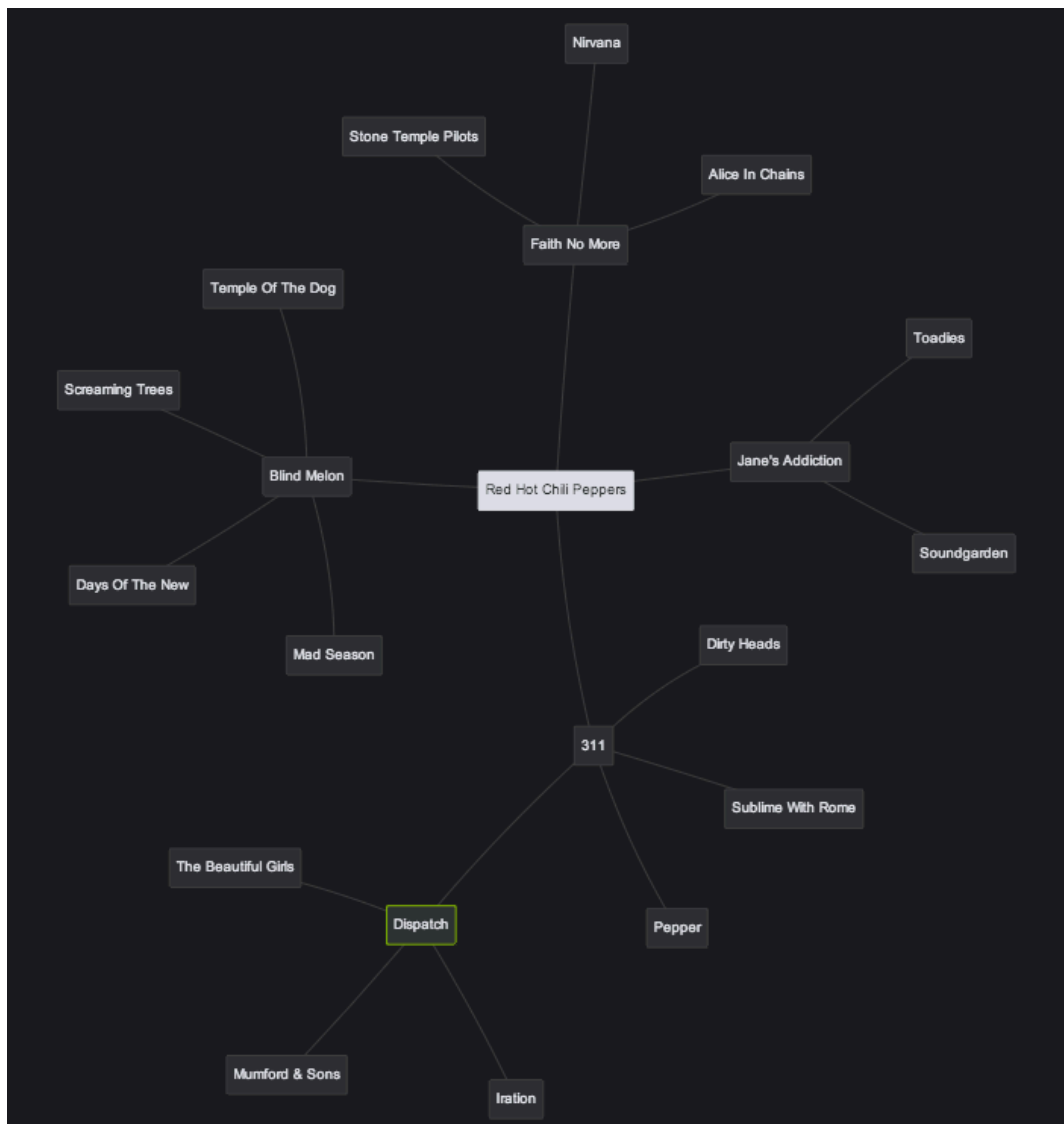 Nirvana
Stone Temple Pilots
Alice In Chains
Faith No More
Temple Of The Dog
Toadies
Screaming Trees
Jane's Addiction
Blind Melon
Red Hot Chili Peppers
Soundgarden
Days Of The New
Dirty Heads
Mad Season
311
Sublime With Rome
The Beautiful Girls
Dispatch
Pepper
Mumford & Sons
Iration